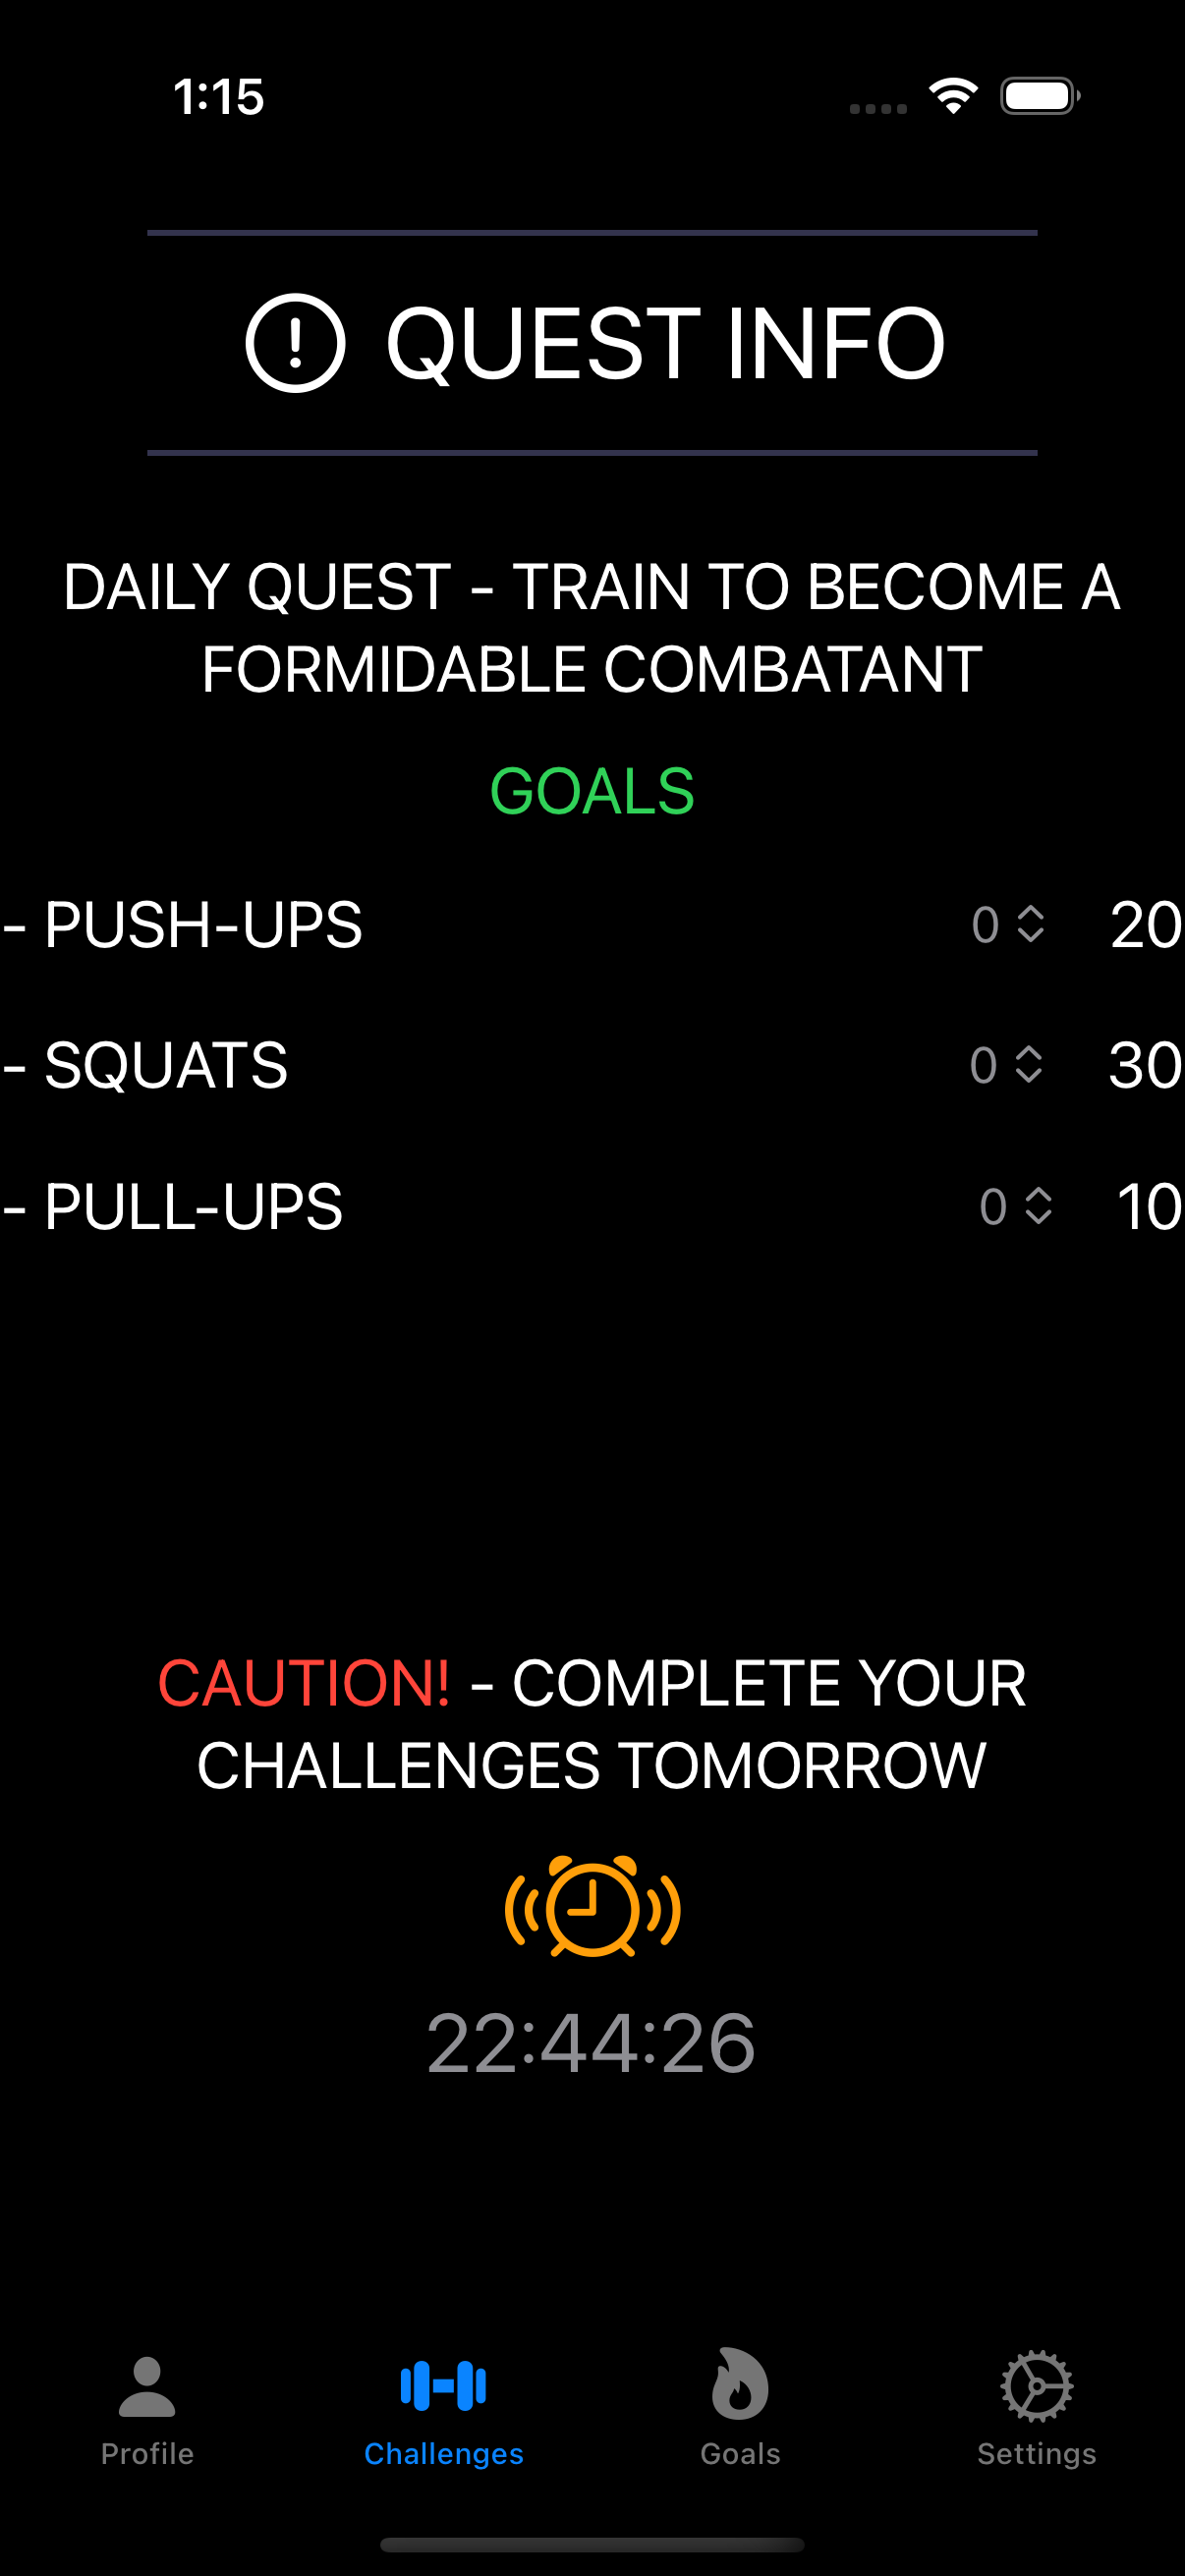 1:15
QUEST INFO
DAILY QUEST - TRAIN TO BECOME A
FORMIDABLE COMBATANT
GOALS
- PUSH-UPS 0 20
- SQUATS 0 30
- PULL-UPS 0 10
CAUTION! - COMPLETE YOUR
CHALLENGES TOMORROW
22:44:26
Profile Challenges Goals Settings